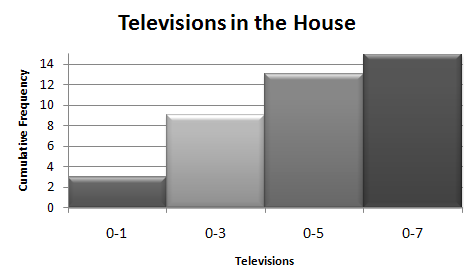 Televisions in the House
Cumulative Frequency
14
12
10
8
6
4
2
0
0-1 0-3 0-5 0-7
Televisions